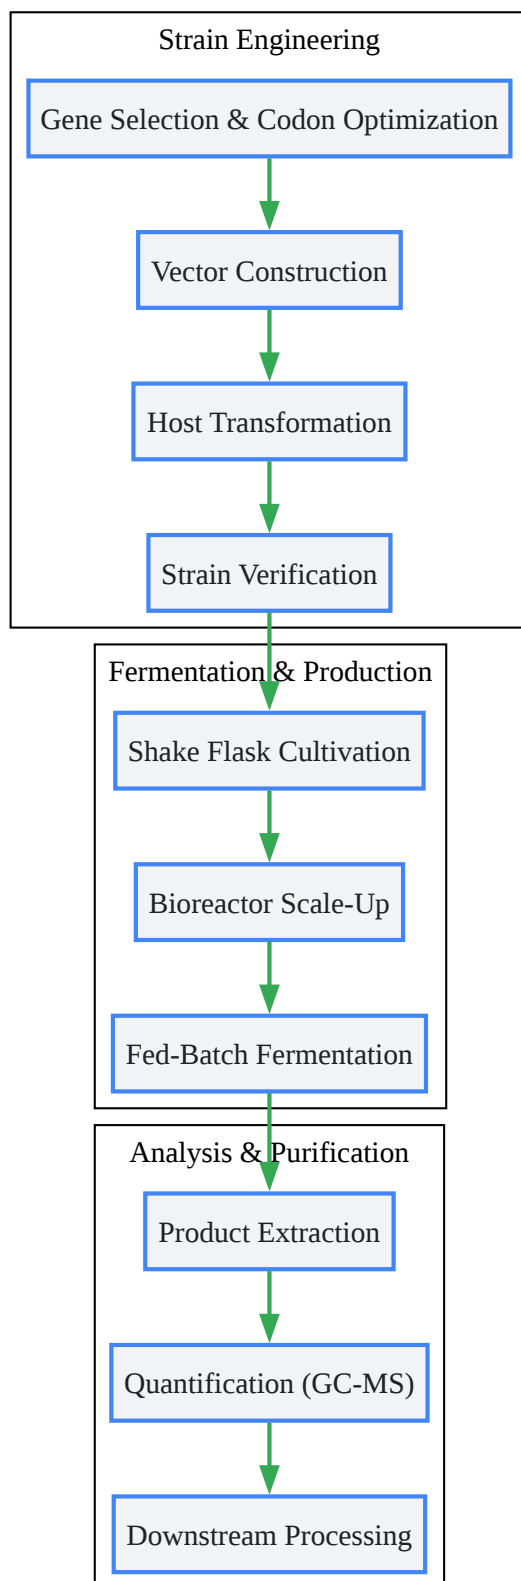 Strain Engineering
Gene Selection & Codon Optimization
Vector Construction
Host Transformation
Strain Verification
Fermentation & Production
Shake Flask Cultivation
Bioreactor Scale-Up
Fed-Batch Fermentation
Analysis & Purification
Product Extraction
Quantification (GC-MS)
Downstream Processing